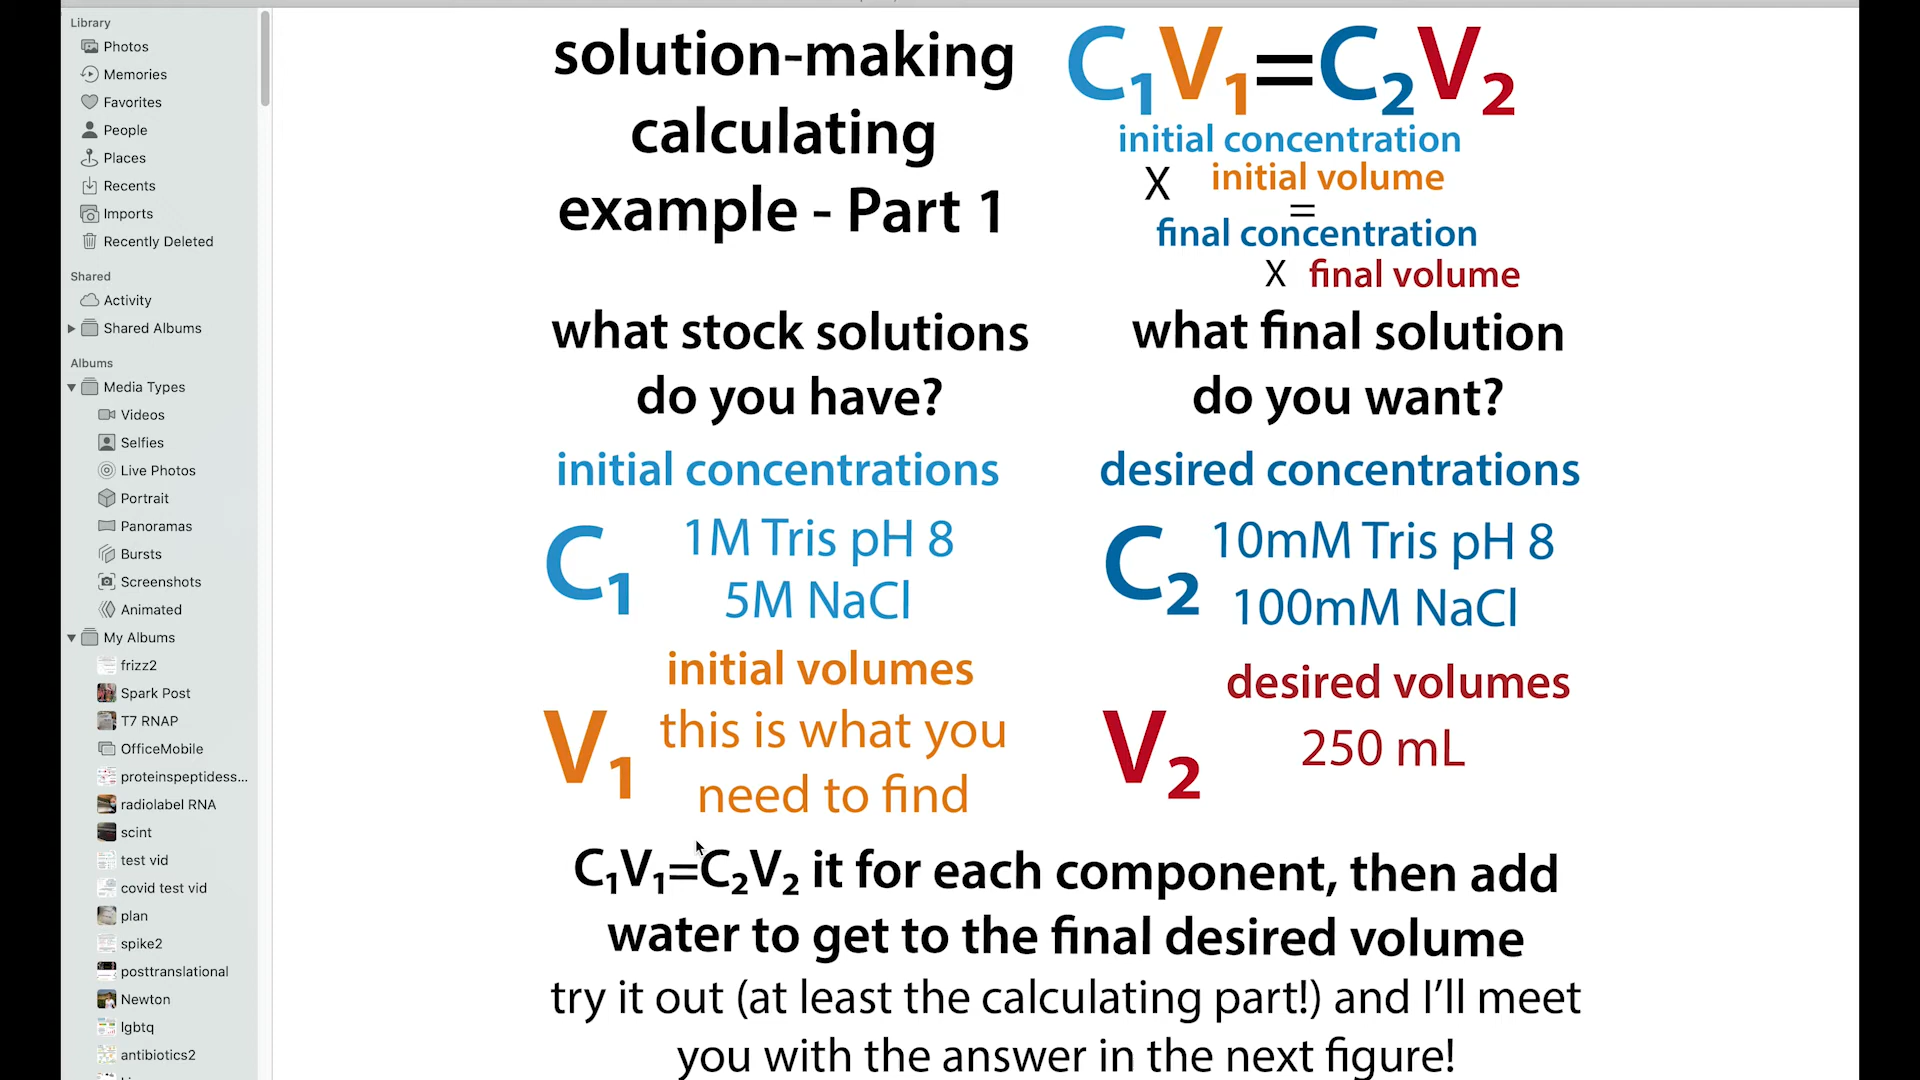 Library
Photos
Memories
Favorites
People
Places
Recents
Imports
Recently Deleted
Shared
Activity
Shared Albums
Albums
Media Types
Videos
Selfies
Live Photos
Portrait
Panoramas
Bursts
Screenshots
Animated
My Albums
frizz2
Spark Post
T7 RNAP
OfficeMobile
proteinspeptidess...
radiolabel RNA
scint
test vid
covid test vid
plan
spike2
posttranslational
Newton
lgbtq
antibiotics2
solution-making
calculating
example - Part 1
C₁V₁=C₂V₂
initial concentration
X initial volume
=
final concentration
X final volume
what stock solutions
do you have?
initial concentrations
C₁
1M Tris pH 8
5M NaCl
initial volumes
V₁
this is what you
need to find
what final solution
do you want?
desired concentrations
C₂
10mM Tris pH 8
100mM NaCl
desired volumes
V₂
250 mL
C₁V₁=C₂V₂ it for each component, then add
water to get to the final desired volume
try it out (at least the calculating part!) and I'll meet
you with the answer in the next figure!